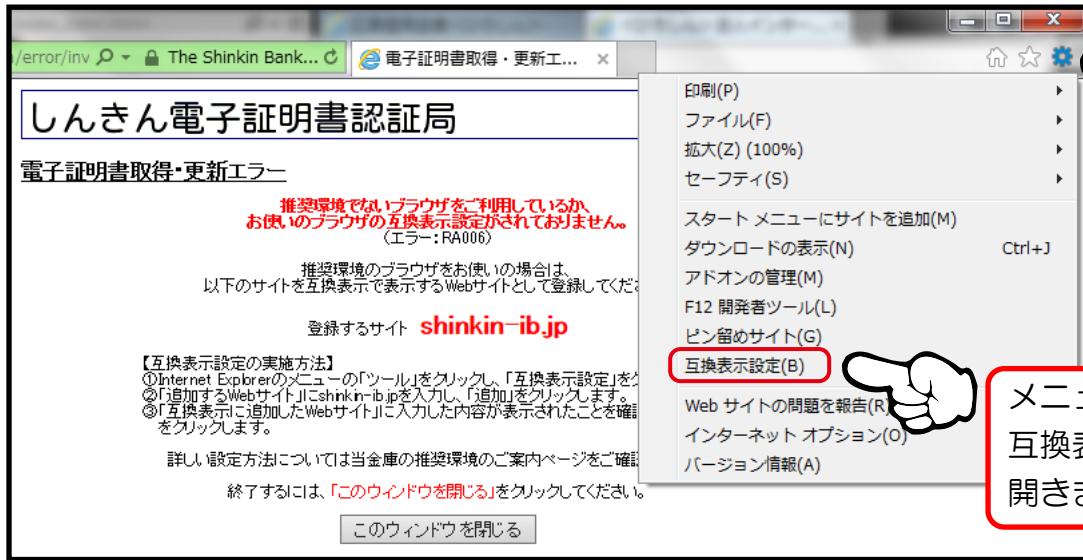 /error/inv
The Shinkin Bank...
電子証明書取得・更新エ...
しんきん電子証明書認証局
電子証明書取得・更新エラー
推奨環境でないブラウザをご利用しているか、
お使いのブラウザの互換表示設定がされておりません。
(エラー:RA006)
推奨環境のブラウザをお使いの場合は、
以下のサイトを互換表示で表示するWebサイトとして登録してくだ
登録するサイト shinkin-ib.jp
【互換表示設定の実施方法】
①Internet Explorerのメニューの「ツール」をクリックし、「互換表示設定」を
②「追加するWebサイト」にshinkin-ib.jpを入力し、「追加」をクリックします。
③「互換表示に追加したWebサイト」に入力した内容が表示されたことを確
をクリックします。
詳しい設定方法については当金庫の推奨環境のご案内ページをご確
終了するには、「このウィンドウを閉じる」をクリックしてください。
このウィンドウを閉じる
印刷(P)
ファイル(F)
拡大(Z) (100%)
セーフティ(S)
スタート メニューにサイトを追加(M)
ダウンロードの表示(N) Ctrl+J
アドオンの管理(M)
F12 開発者ツール(L)
ピン留めサイト(G)
互換表示設定(B)
Web サイトの問題を報告(R)
インターネット オプション(O)
バージョン情報(A)
メニュ
互換表
開きま